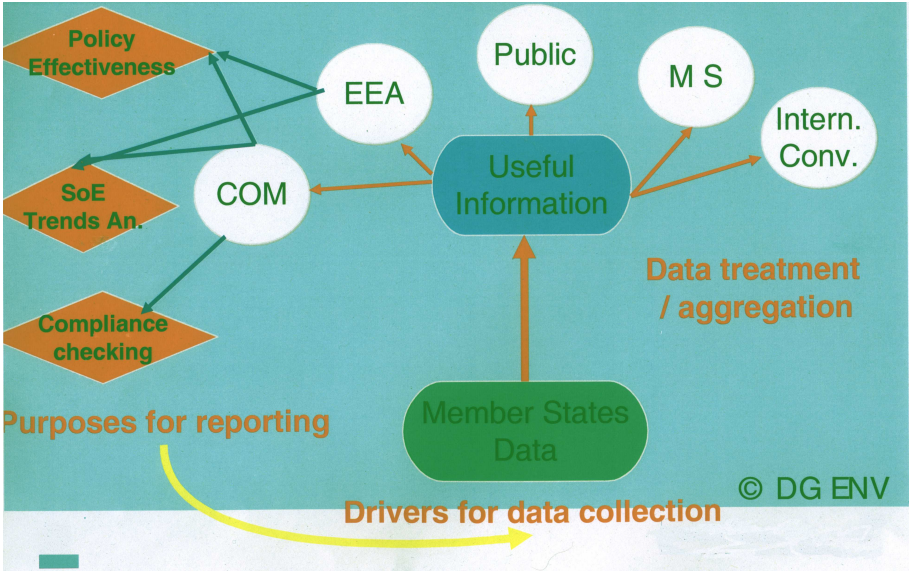 Policy
Effectiveness
EEA
Public
M S
Intern.
Conv.
Useful
Information
COM
SoE
Trends An.
Data treatment
/ aggregation
Compliance
checking
Member States
Data
Purposes for reporting
© DG ENV
Drivers for data collection